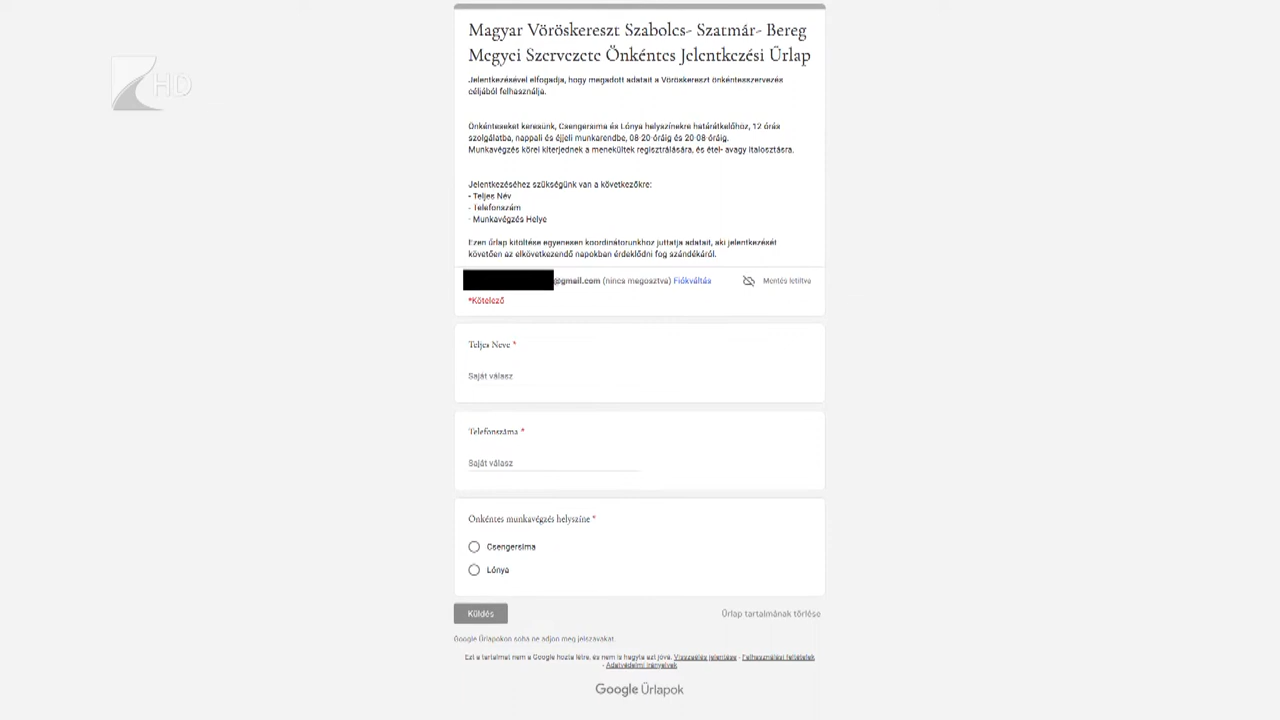 HD
Magyar Vöröskereszt Szabolcs- Szatmár- Bereg
Megyei Szervezete Önkéntes Jelentkezési Űrlap
Jelentkezésével elfogadja, hogy megadott adatait a Vöröskereszt önkéntesszervezés
céljából felhasználja.
Önkénteseket keresünk, Csengersima és Lónya helyszínekre határátkelőhöz, 12 órás
szolgálatba, nappali és éjjeli munkarendbe, 08-20 óráig és 20-08 óráig.
Munkavégzés körei kiterjednek a menekültek regisztrálására, és étel- avagy italosztásra.
Jelentkezéséhez szükségünk van a következőkre:
- Teljes Név
- Telefonszám
- Munkavégzés Helye
Ezen űrlap kitöltése egyenesen koordinátorunkhoz juttatja adatait, aki jelentkezését
követően az elkövetkezendő napokban érdeklődni fog szándékáról.
@gmail.com (nincs megosztva) Fiókváltás
Mentés letiltva
*Kötelező
Teljes Neve *
Saját válasz
Telefonszáma *
Saját válasz
Önkéntes munkavégzés helyszíne *
Csengersima
Lónya
Küldés
Űrlap tartalmának törlése
Google Űrlapokon soha ne adjon meg jelszavakat.
Ezt a tartalmat nem a Google hozta létre, és nem is hagyta azt jóvá. Visszaélés jelentése - Felhasználási feltételek
- Adatvédelmi irányelvek
Google Űrlapok